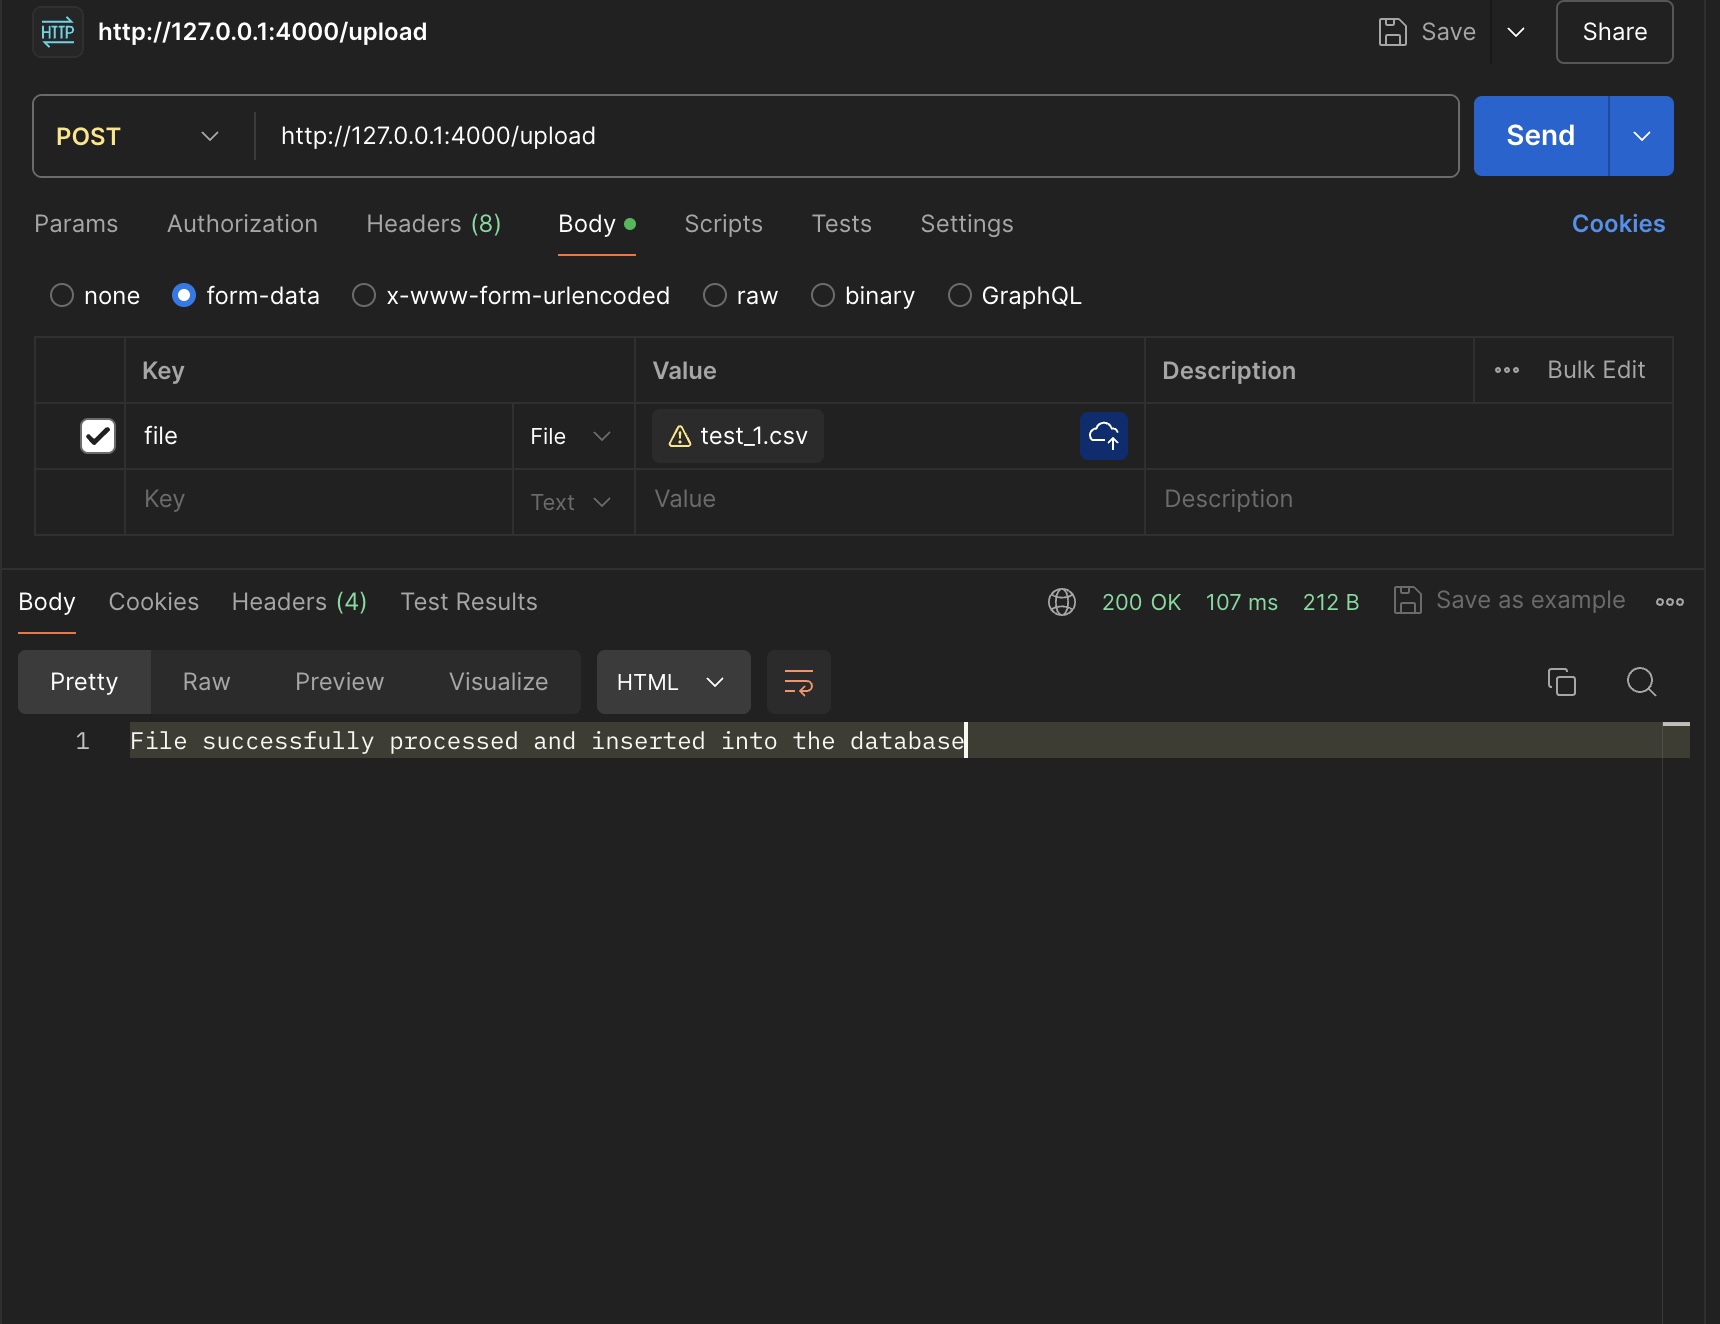 HTTP http://127.0.0.1:4000/upload Save Share
POST http://127.0.0.1:4000/upload Send
Params Authorization Headers (8) Body Scripts Tests Settings Cookies
none form-data x-www-form-urlencoded raw binary GraphQL
Key Value Description Bulk Edit
file File test_1.csv
Key Text Value Description
Body Cookies Headers (4) Test Results 200 OK 107 ms 212 B Save as example
Pretty Raw Preview Visualize HTML
1 File successfully processed and inserted into the database